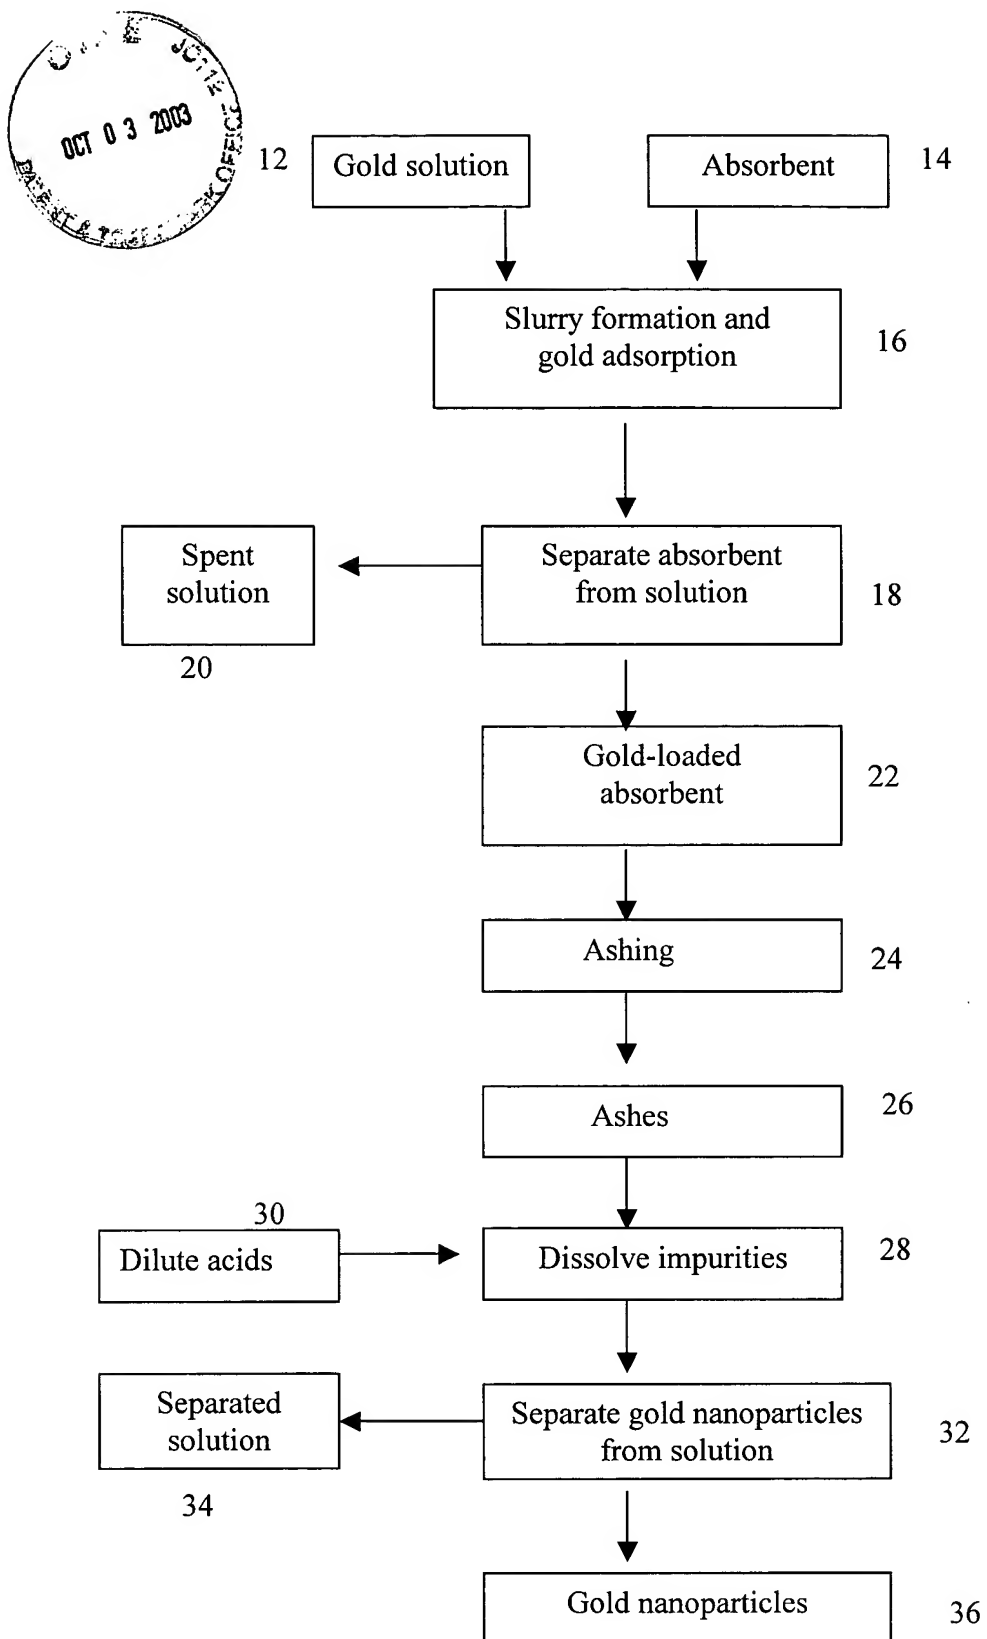 OCT 0 3 2003
12
Gold solution
Absorbent
14
Slurry formation and
gold adsorption
16
Spent
solution
20
Separate absorbent
from solution
18
Gold-loaded
absorbent
22
Ashing
24
Ashes
26
30
Dilute acids
Dissolve impurities
28
Separated
solution
34
Separate gold nanoparticles
from solution
32
Gold nanoparticles
36